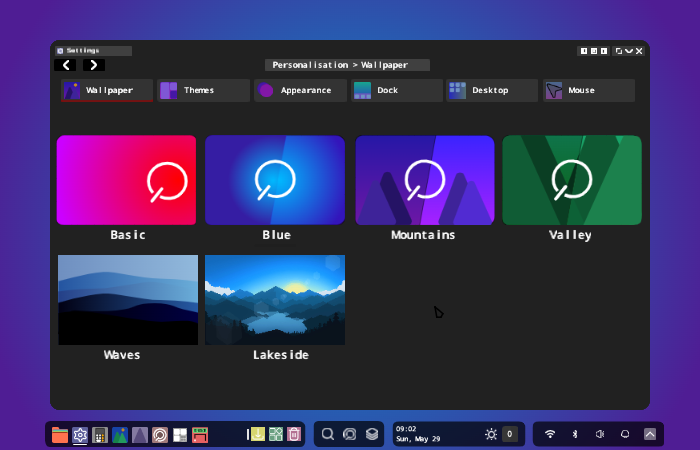 Settings
Personalisation > Wallpaper
Wallpaper
Themes
Appearance
Dock
Desktop
Mouse
Basic
Blue
Mountains
Valley
Waves
Lakeside
09:02
Sun, May 29
0